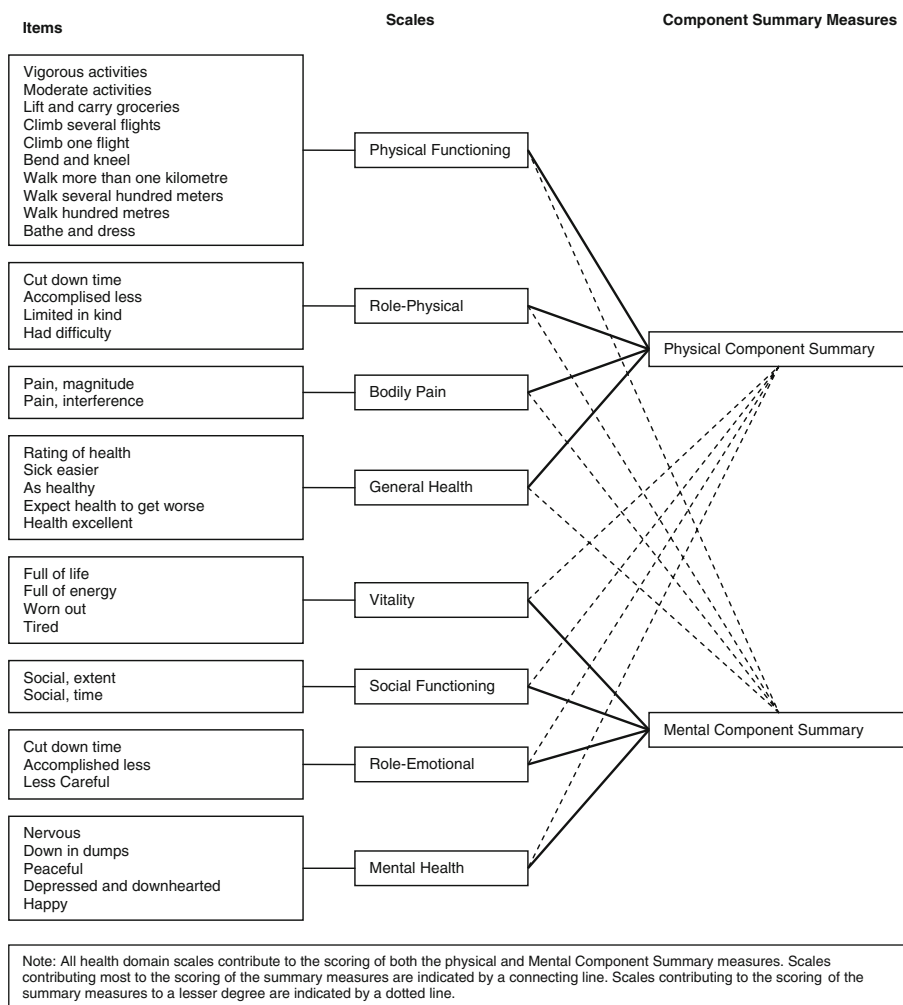 Items
Scales
Component Summary Measures
Vigorous activities
Moderate activities
Lift and carry groceries
Climb several flights
Climb one flight
Bend and kneel
Walk more than one kilometre
Walk several hundred meters
Walk hundred metres
Bathe and dress
Physical Functioning
Cut down time
Accomplised less
Limited in kind
Had difficulty
Role-Physical
Physical Component Summary
Pain, magnitude
Pain, interference
Bodily Pain
Rating of health
Sick easier
As healthy
Expect health to get worse
Health excellent
General Health
Full of life
Full of energy
Worn out
Tired
Vitality
Social, extent
Social, time
Social Functioning
Mental Component Summary
Cut down time
Accomplished less
Less Careful
Role-Emotional
Nervous
Down in dumps
Peaceful
Depressed and downhearted
Happy
Mental Health
Note: All health domain scales contribute to the scoring of both the physical and Mental Component Summary measures. Scales
contributing most to the scoring of the summary measures are indicated by a connecting line. Scales contributing to the scoring of the
summary measures to a lesser degree are indicated by a dotted line.